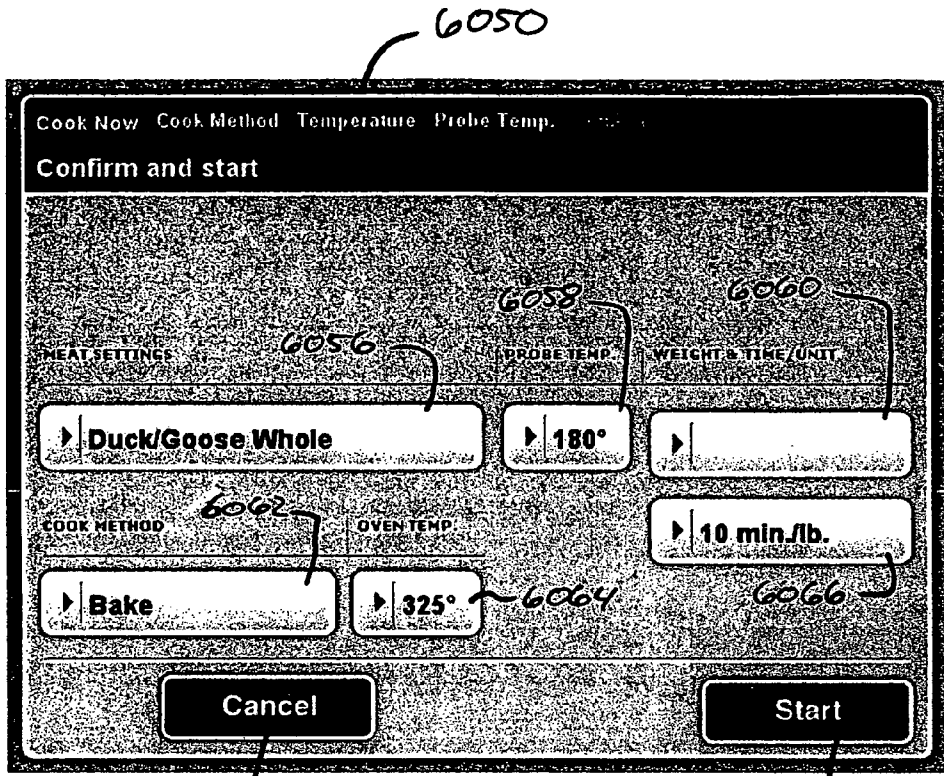 6050
Cook Now Cook Method Temperature Probe Temp.
Confirm and start
6058 6060
MEAT SETTINGS 6056 PROBE TEMP. WEIGHT & TIME/UNIT
Duck/Goose Whole 180°
COOK METHOD 6062 OVEN TEMP 10 min./lb.
Bake 325° 6064 6066
Cancel Start